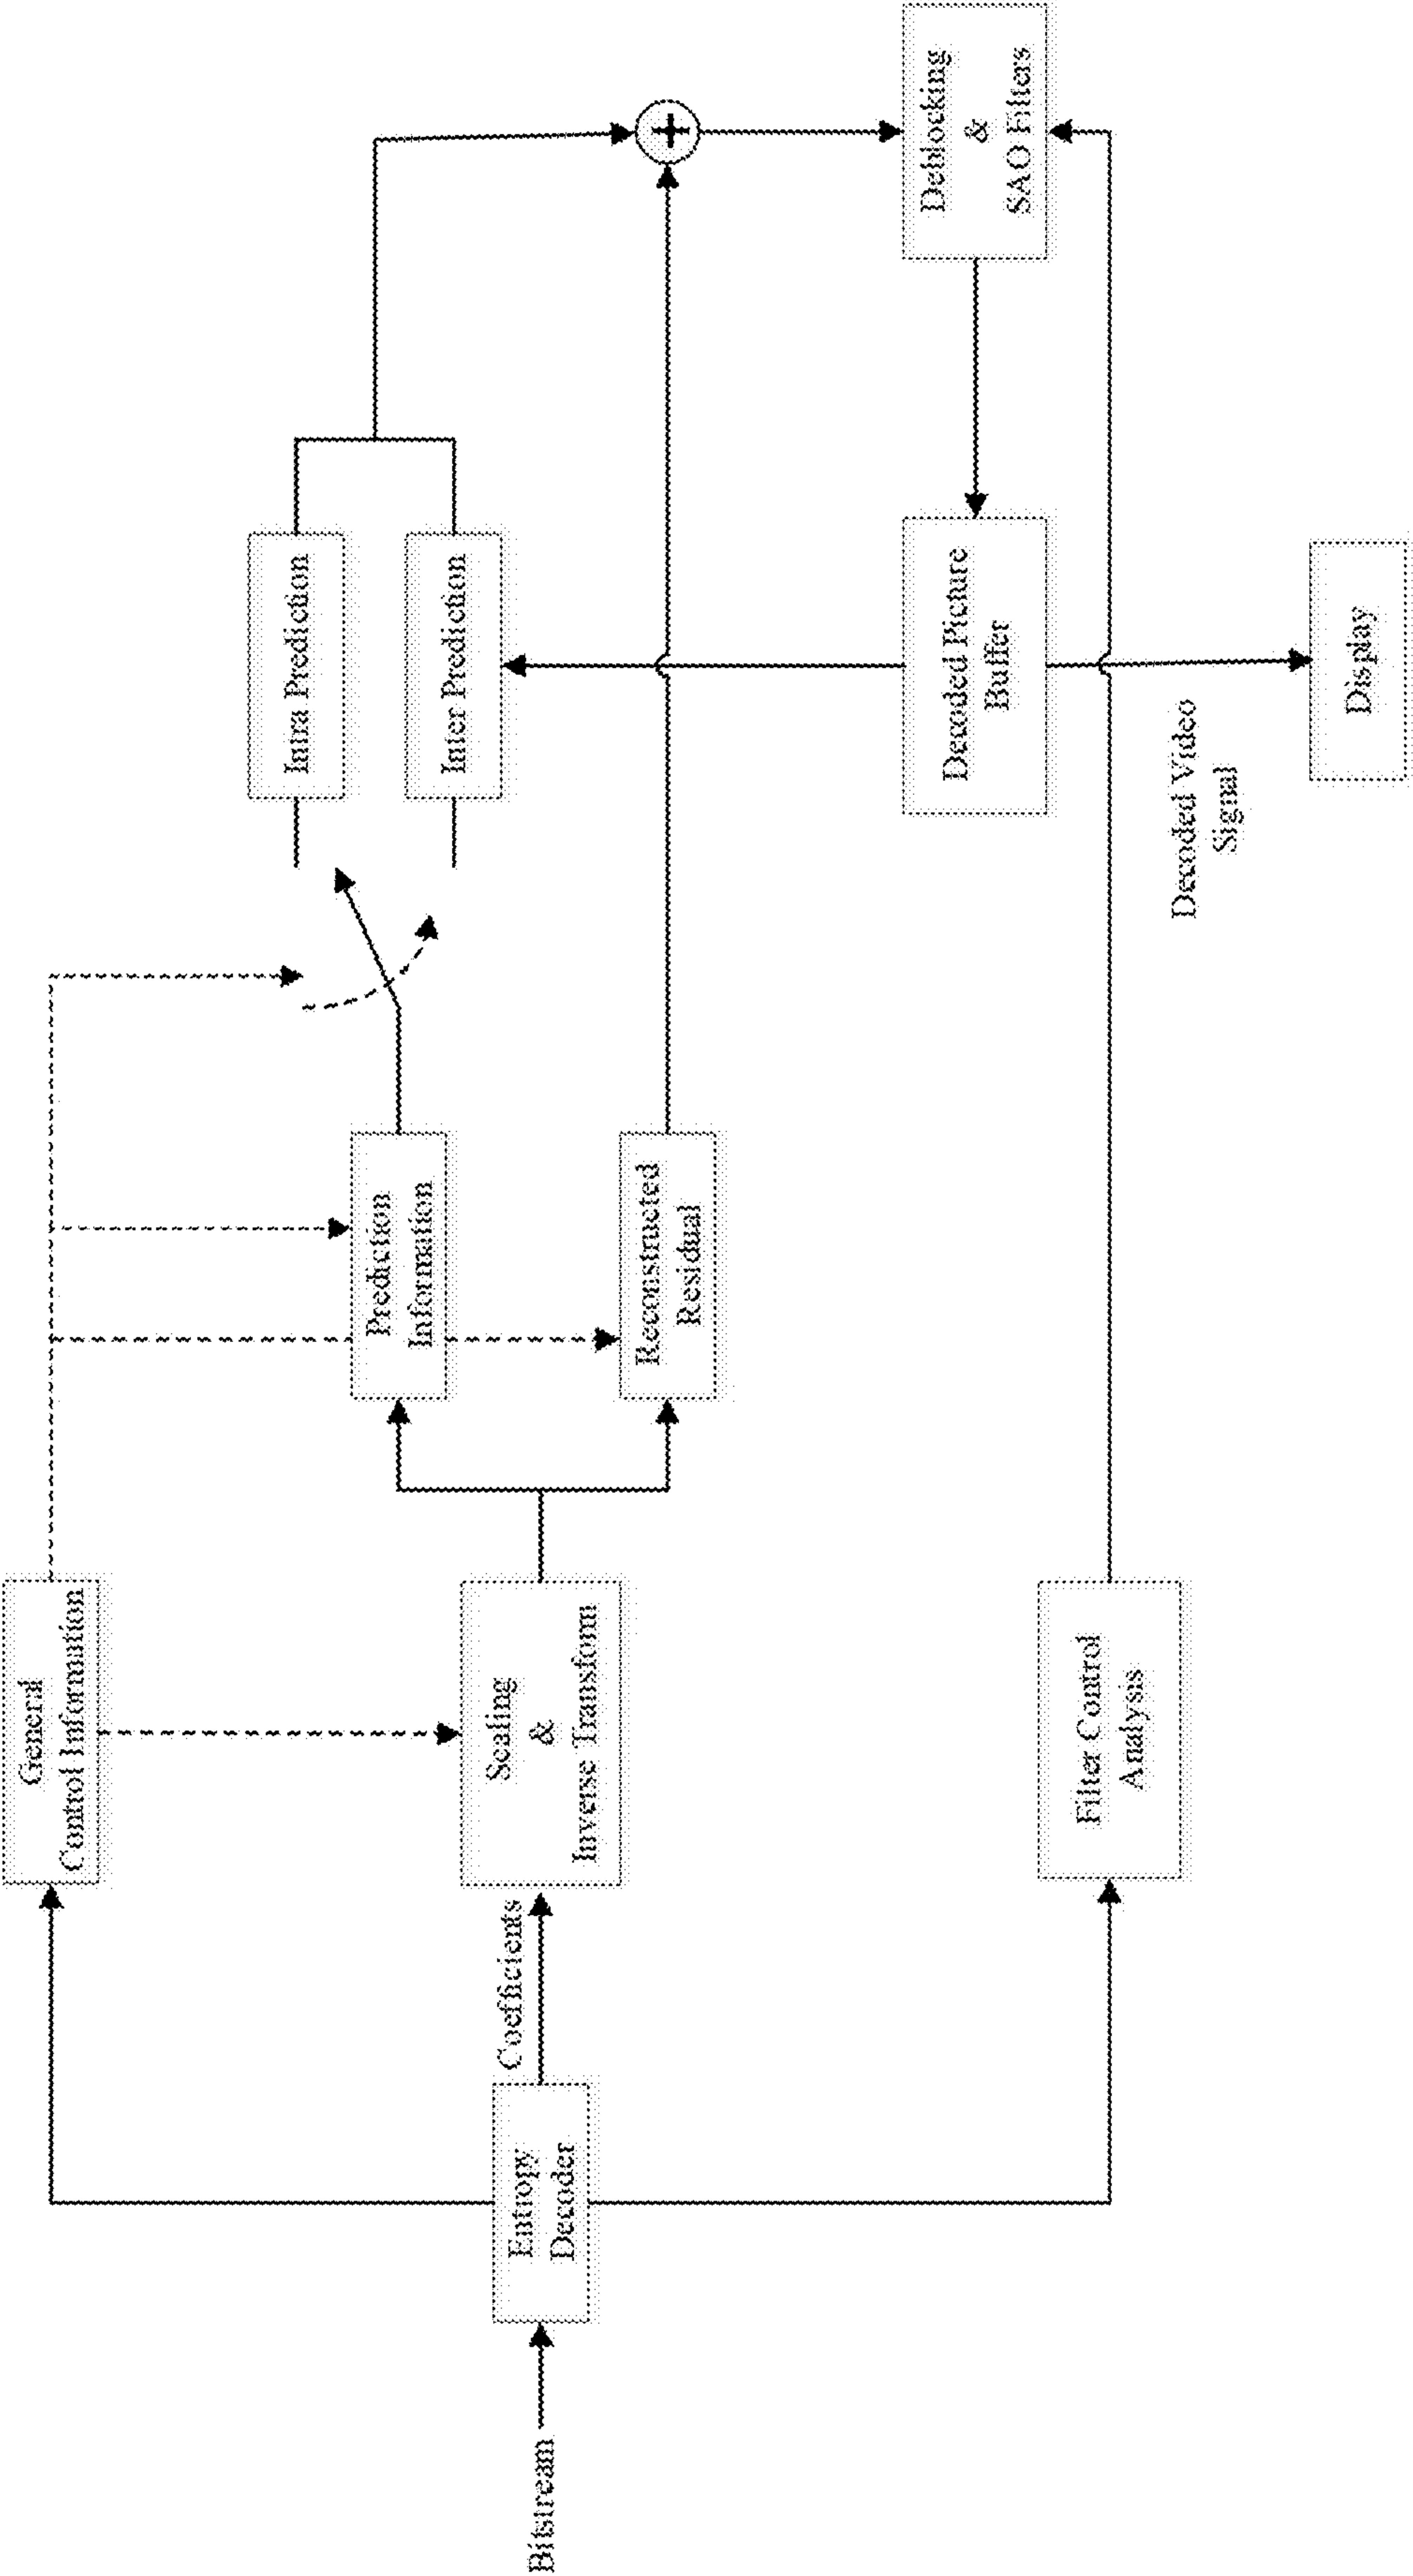 General
Control Information
Intra Prediction
Inter Prediction
Prediction
Information
Bitstream
Entropy
Decoder
Coefficients
Scaling
&
Inverse Transform
Reconstructed
Residual
+
Decoded Picture
Buffer
Deblocking
&
SAO Filters
Filter Control
Analysis
Decoded Video
Signal
Display